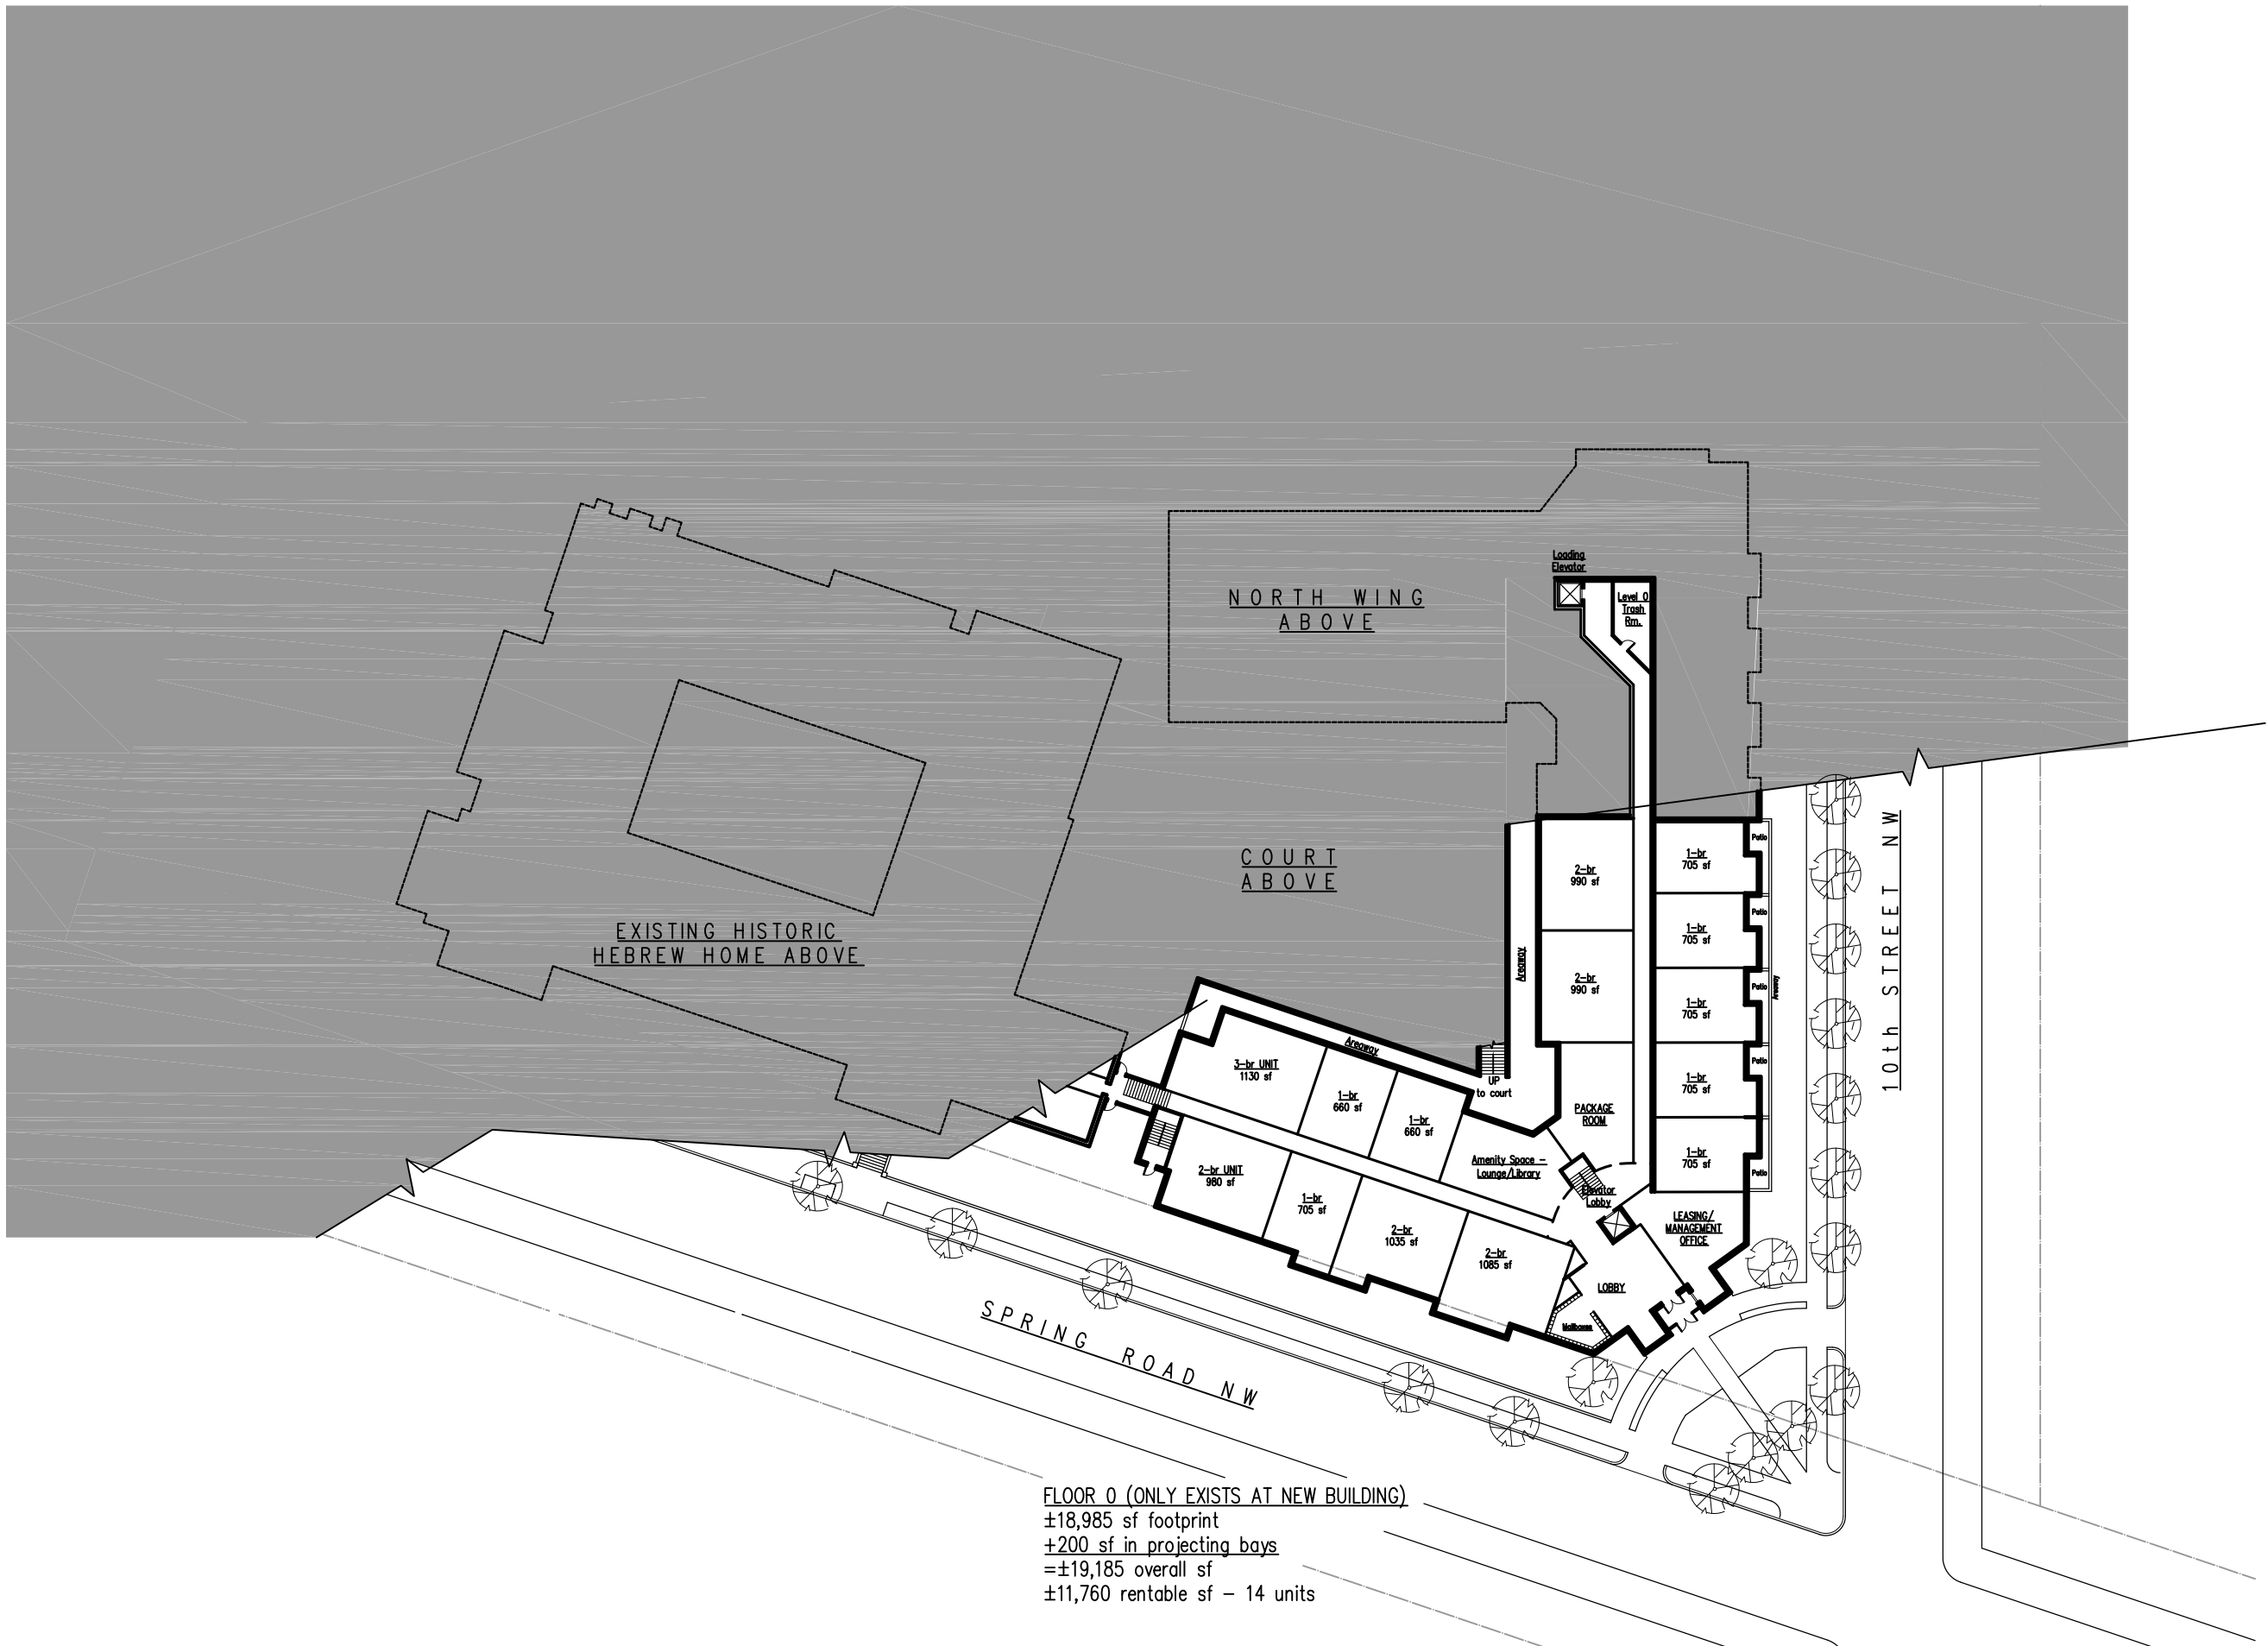 Loading
Elevator
Level 0
Trash
Rm.
NORTH WING
ABOVE
10th STREET NW
COURT
ABOVE
EXISTING HISTORIC
HEBREW HOME ABOVE
Areaway
2-br
990 sf
2-br
990 sf
1-br
705 sf
Patio
1-br
705 sf
Patio
1-br
705 sf
Patio
Areaway
1-br
705 sf
Patio
1-br
705 sf
Patio
Areaway
3-br UNIT
1130 sf
1-br
660 sf
1-br
660 sf
UP
to court
PACKAGE
ROOM
Amenity Space -
Lounge/Library
Elevator
Lobby
2-br UNIT
980 sf
1-br
705 sf
2-br
1035 sf
2-br
1085 sf
LEASING/
MANAGEMENT
OFFICE
LOBBY
Mailboxes
SPRING ROAD NW
FLOOR 0 (ONLY EXISTS AT NEW BUILDING)
±18,985 sf footprint
+200 sf in projecting bays
=±19,185 overall sf
±11,760 rentable sf - 14 units